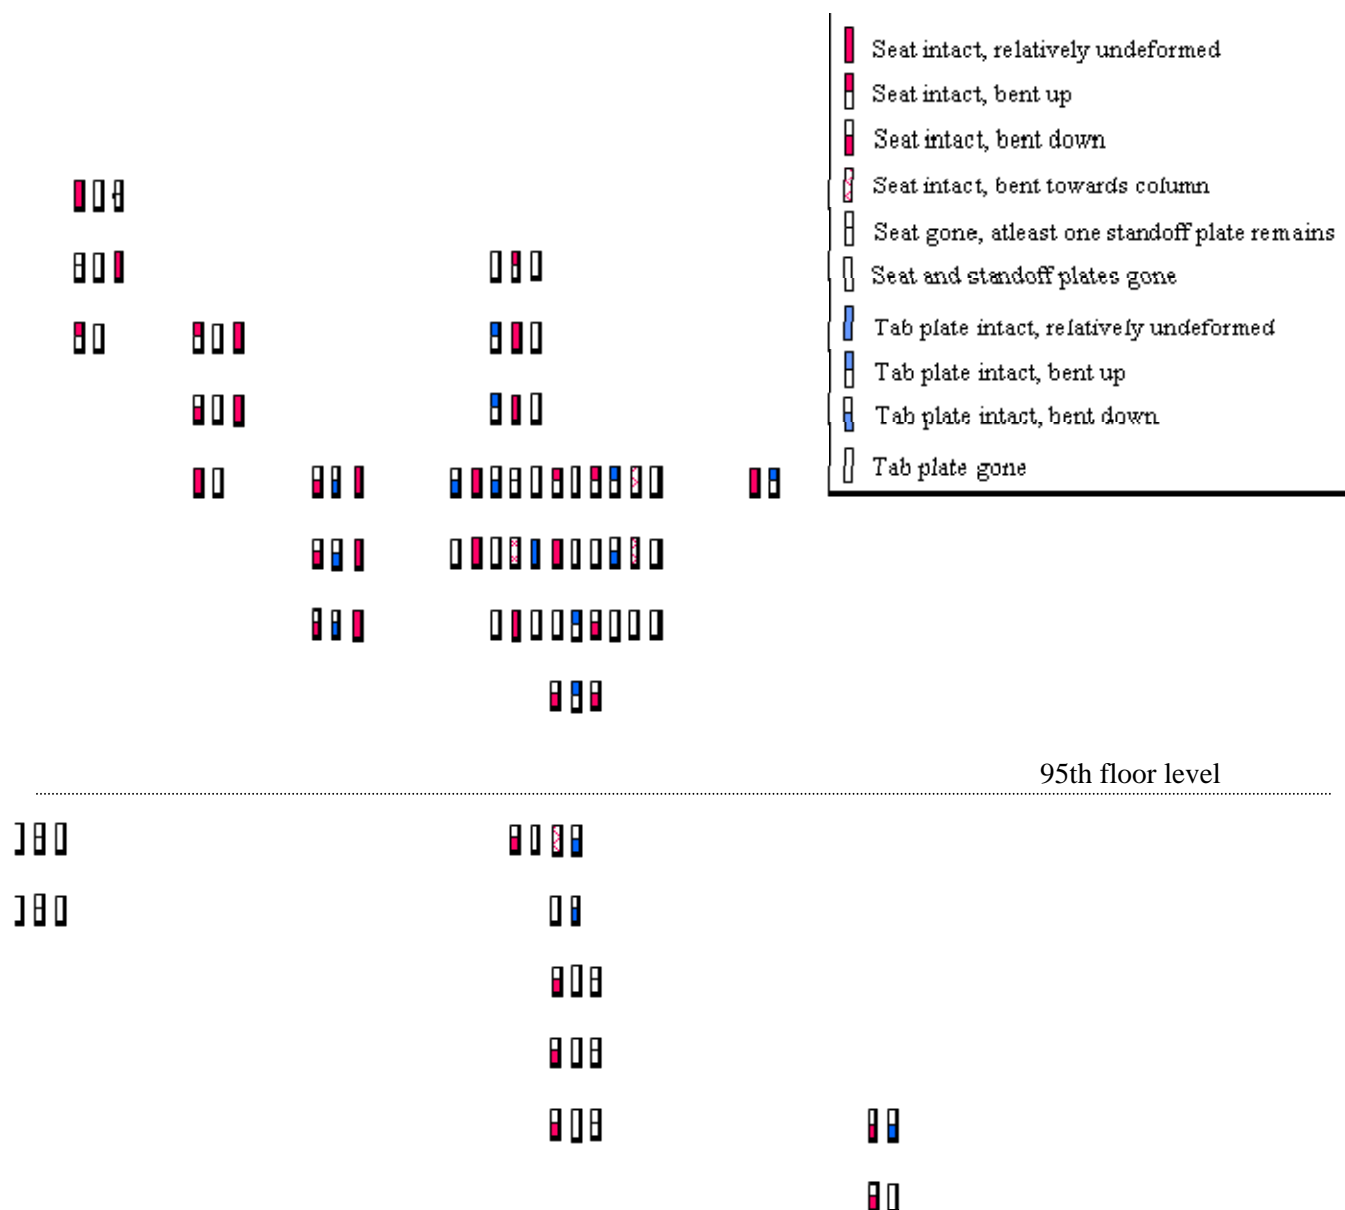 Seat intact, relatively undeformed
Seat intact, bent up
Seat intact, bent down
Seat intact, bent towards column
Seat gone, atleast one standoff plate remains
Seat and standoff plates gone
Tab plate intact, relatively undeformed
Tab plate intact, bent up
Tab plate intact, bent down
Tab plate gone
95th floor level